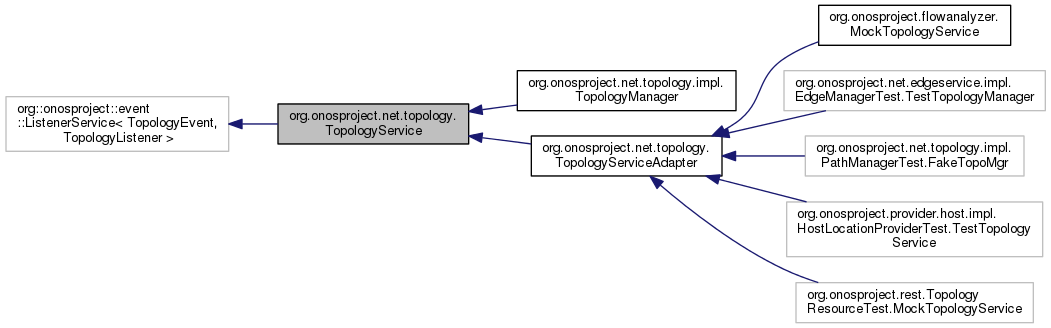 org::onosproject::event
::ListenerService< TopologyEvent,
TopologyListener >
org.onosproject.net.topology.
TopologyService
org.onosproject.net.topology.impl.
TopologyManager
org.onosproject.net.topology.
TopologyServiceAdapter
org.onosproject.flowanalyzer.
MockTopologyService
org.onosproject.net.edgeservice.impl.
EdgeManagerTest.TestTopologyManager
org.onosproject.net.topology.impl.
PathManagerTest.FakeTopoMgr
org.onosproject.provider.host.impl.
HostLocationProviderTest.TestTopology
Service
org.onosproject.rest.Topology
ResourceTest.MockTopologyService